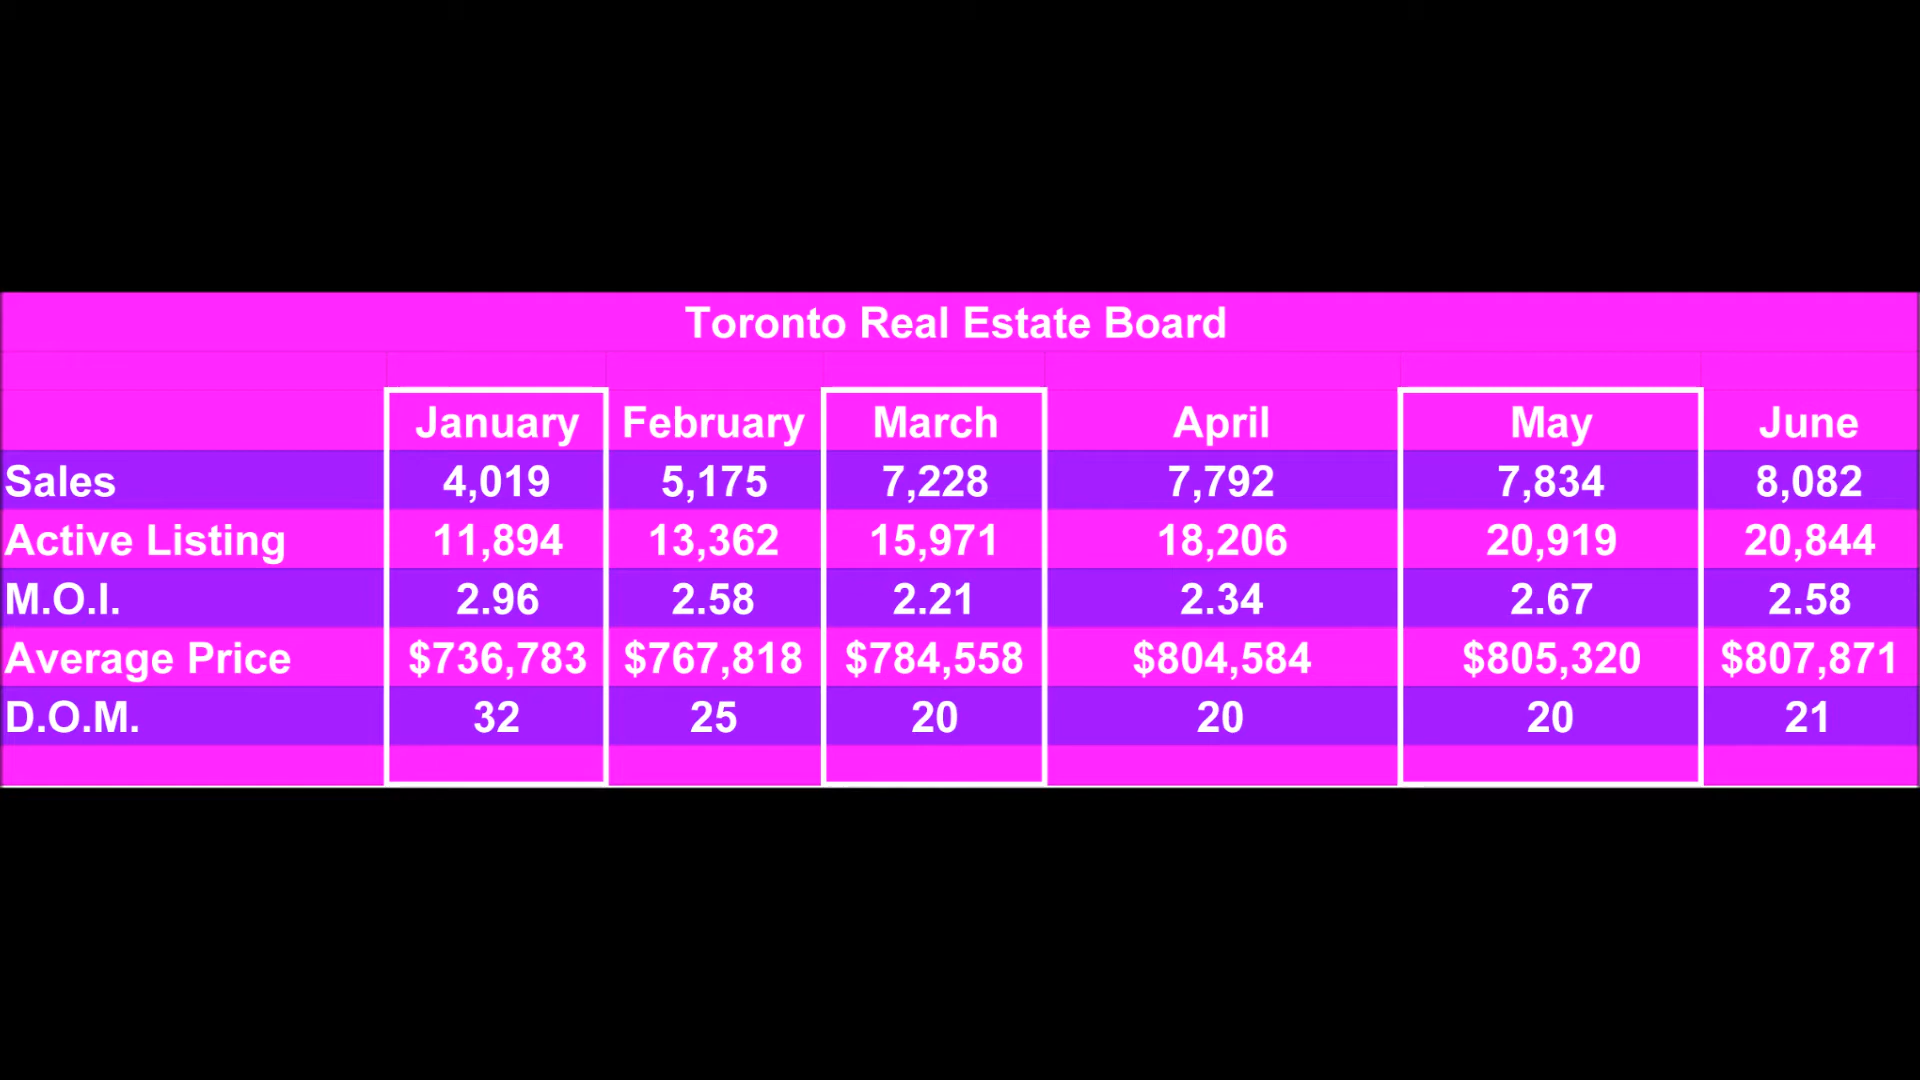 Toronto Real Estate Board
January February March April May June
Sales 4,019 5,175 7,228 7,792 7,834 8,082
Active Listing 11,894 13,362 15,971 18,206 20,919 20,844
M.O.I. 2.96 2.58 2.21 2.34 2.67 2.58
Average Price $736,783 $767,818 $784,558 $804,584 $805,320 $807,871
D.O.M. 32 25 20 20 20 21